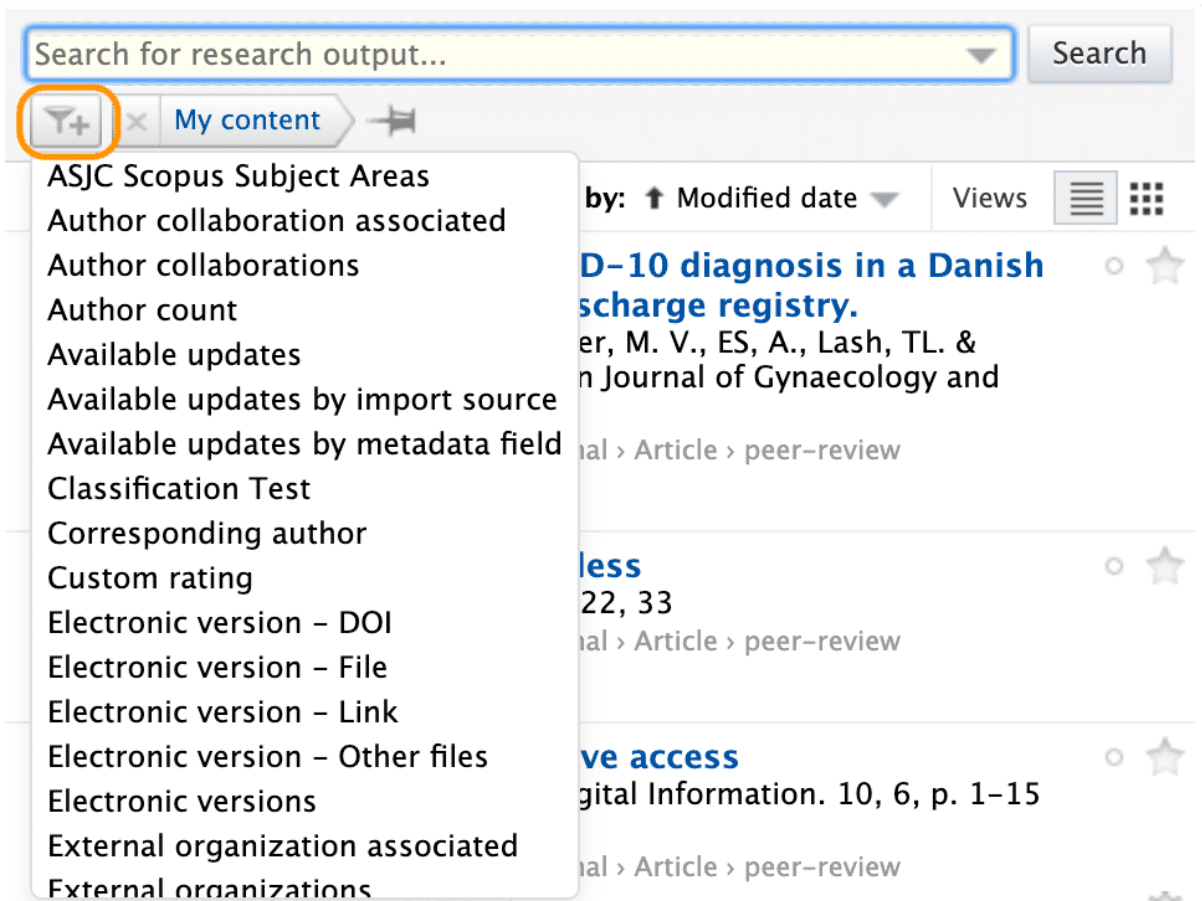 Search for research output...
Search
My content
ASJC Scopus Subject Areas
Author collaboration associated
Author collaborations
Author count
Available updates
Available updates by import source
Available updates by metadata field
Classification Test
Corresponding author
Custom rating
Electronic version – DOI
Electronic version – File
Electronic version – Link
Electronic version – Other files
Electronic versions
External organization associated
External organizations
by: Modified date
Views
D-10 diagnosis in a Danish
scharge registry.
er, M. V., ES, A., Lash, TL. &
n Journal of Gynaecology and
nal › Article › peer-review
less
22, 33
nal › Article › peer-review
ve access
gital Information. 10, 6, p. 1-15
nal › Article › peer-review